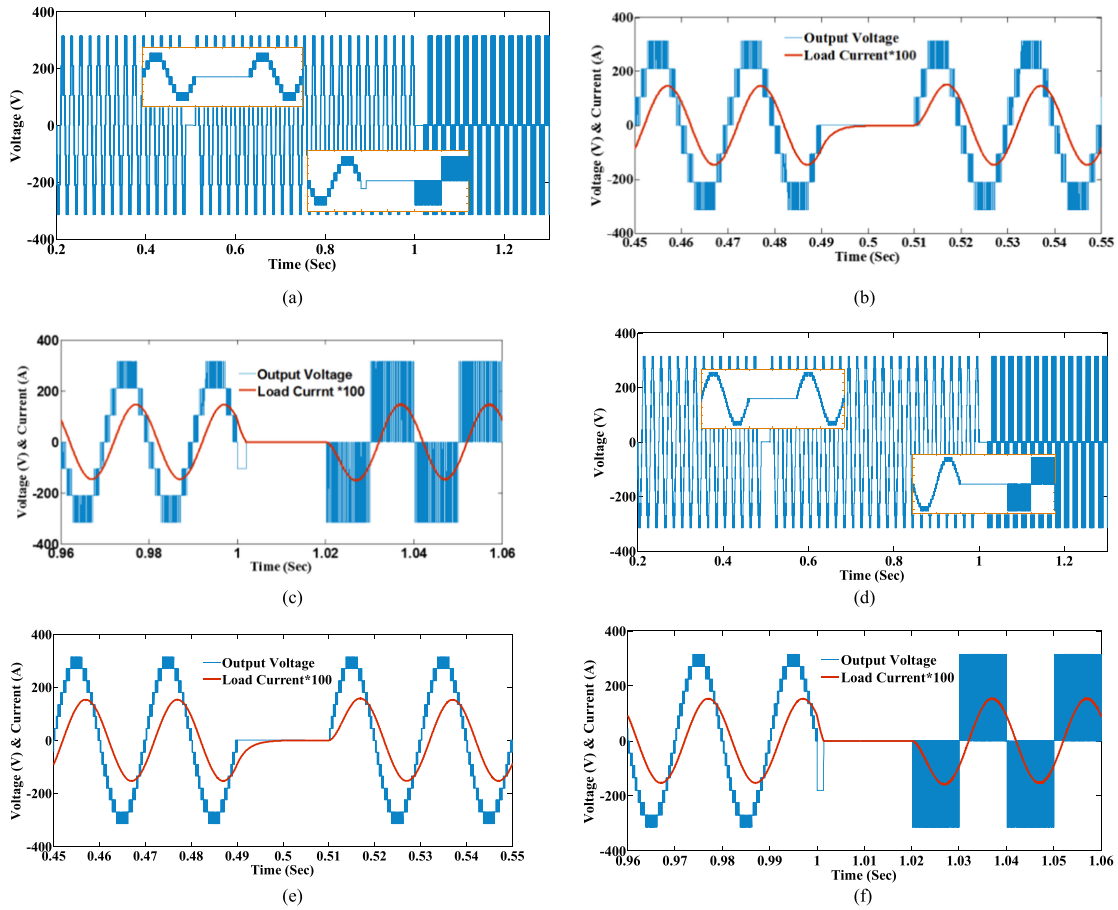 400
200
0
-200
-400
Voltage (V)
0.2 0.4 0.6 0.8 1 1.2
Time (Sec)
(a)
400
200
0
-200
-400
Voltage (V) & Current (A)
Output Voltage
Load Current*100
0.45 0.46 0.47 0.48 0.49 0.5 0.51 0.52 0.53 0.54 0.55
Time (Sec)
(b)
400
200
0
-200
-400
Voltage (V) & Current (A)
Output Voltage
Load Currnt *100
0.96 0.98 1 1.02 1.04 1.06
Time (Sec)
(c)
400
200
0
-200
-400
Voltage (V)
0.2 0.4 0.6 0.8 1 1.2
Time (Sec)
(d)
400
200
0
-200
-400
Voltage (V) & Current (A)
Output Voltage
Load Current*100
0.45 0.46 0.47 0.48 0.49 0.5 0.51 0.52 0.53 0.54 0.55
Time (Sec)
(e)
400
200
0
-200
-400
Voltage (V) & Current (A)
Output Voltage
Load Current*100
0.96 0.97 0.98 0.99 1 1.01 1.02 1.03 1.04 1.05 1.06
Time (Sec)
(f)